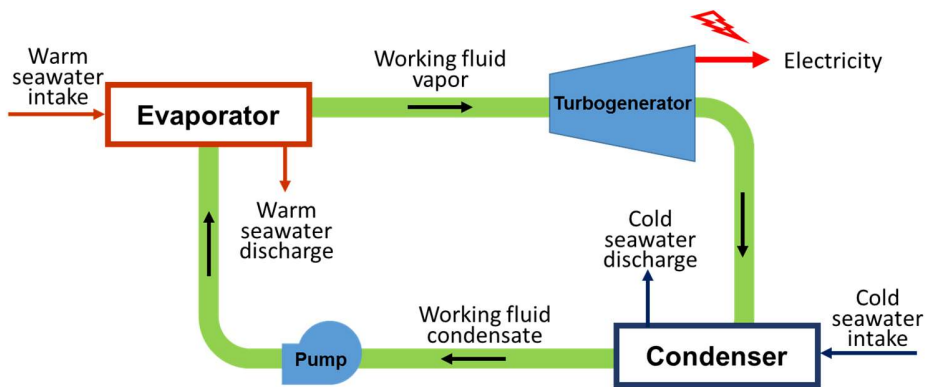 Warm
seawater
intake
Evaporator
Working fluid
vapor
Turbogenerator
Electricity
Warm
seawater
discharge
Cold
seawater
discharge
Cold
seawater
intake
Working fluid
condensate
Pump
Condenser